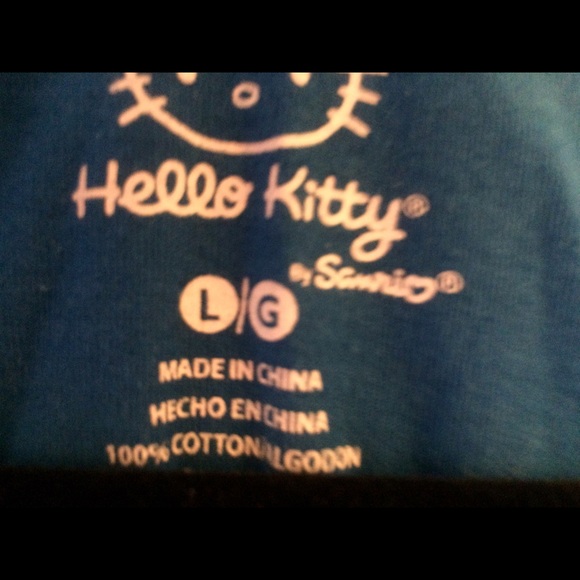 Hello Kitty®
BY Sanrio®
L/G
MADE IN CHINA
HECHO EN CHINA
100% COTTON/ALGODON